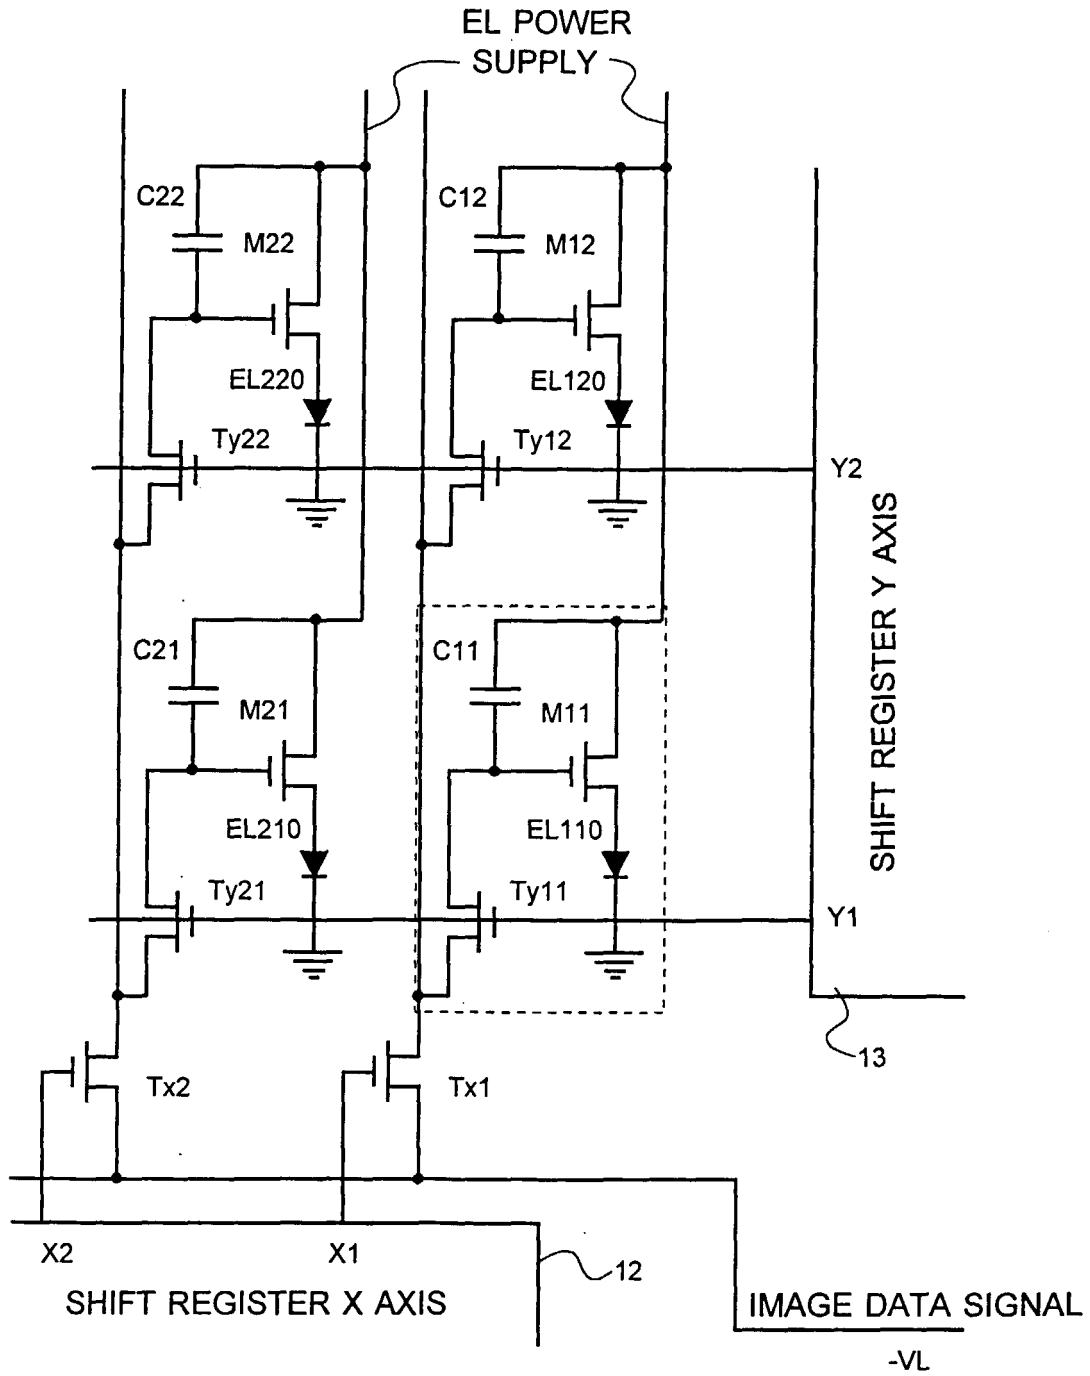 EL POWER
SUPPLY
C22
C12
M22
M12
EL220
EL120
Ty22
Ty12
Y2
SHIFT REGISTER Y AXIS
C21
C11
M21
M11
EL210
EL110
Ty21
Ty11
Y1
13
Tx2
Tx1
X2
X1
12
SHIFT REGISTER X AXIS
IMAGE DATA SIGNAL
-VL